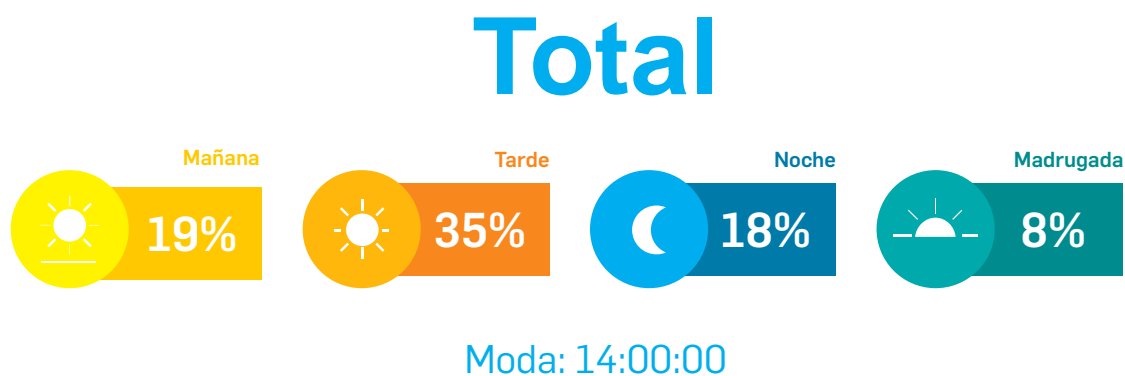 Total
Mañana
Tarde
Noche
Madrugada
19%
35%
18%
8%
Moda: 14:00:00